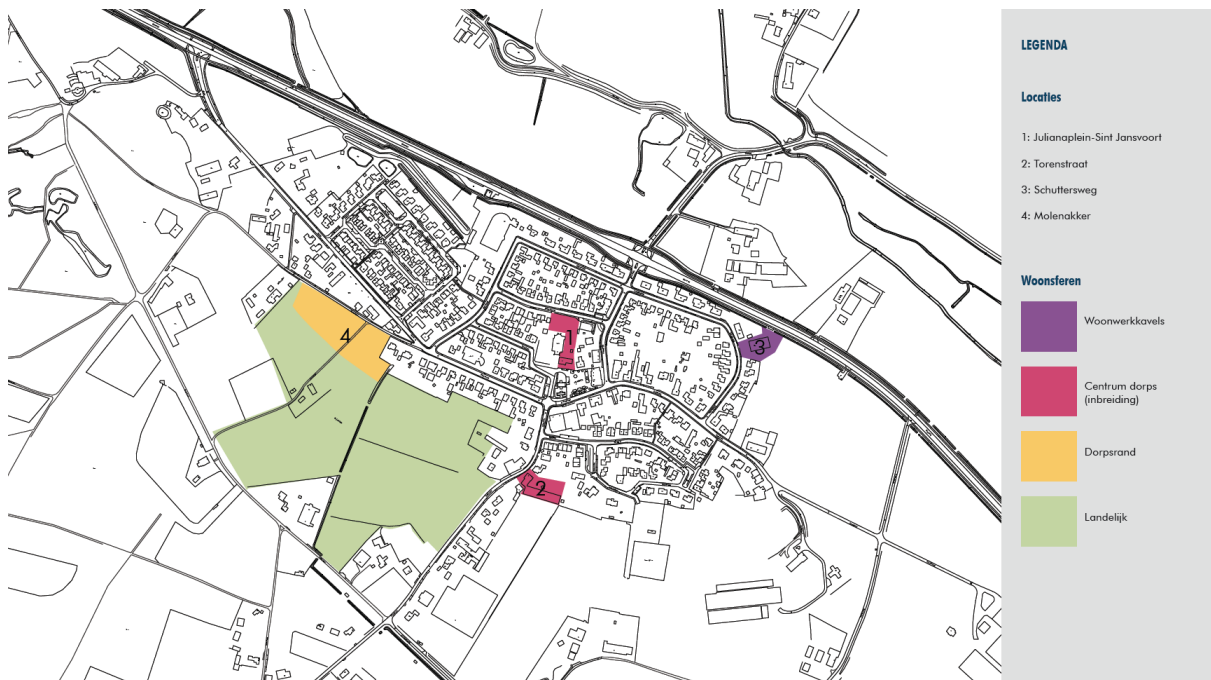 LEGENDA
Locaties
1: Julianaplein-Sint Jansvoort
2: Torenstraat
3: Schuttersweg
4: Molenakker
Woonsferen
Woonwerkkavels
Centrum dorps
(inbreiding)
Dorpsrand
Landelijk
4
1
3
2